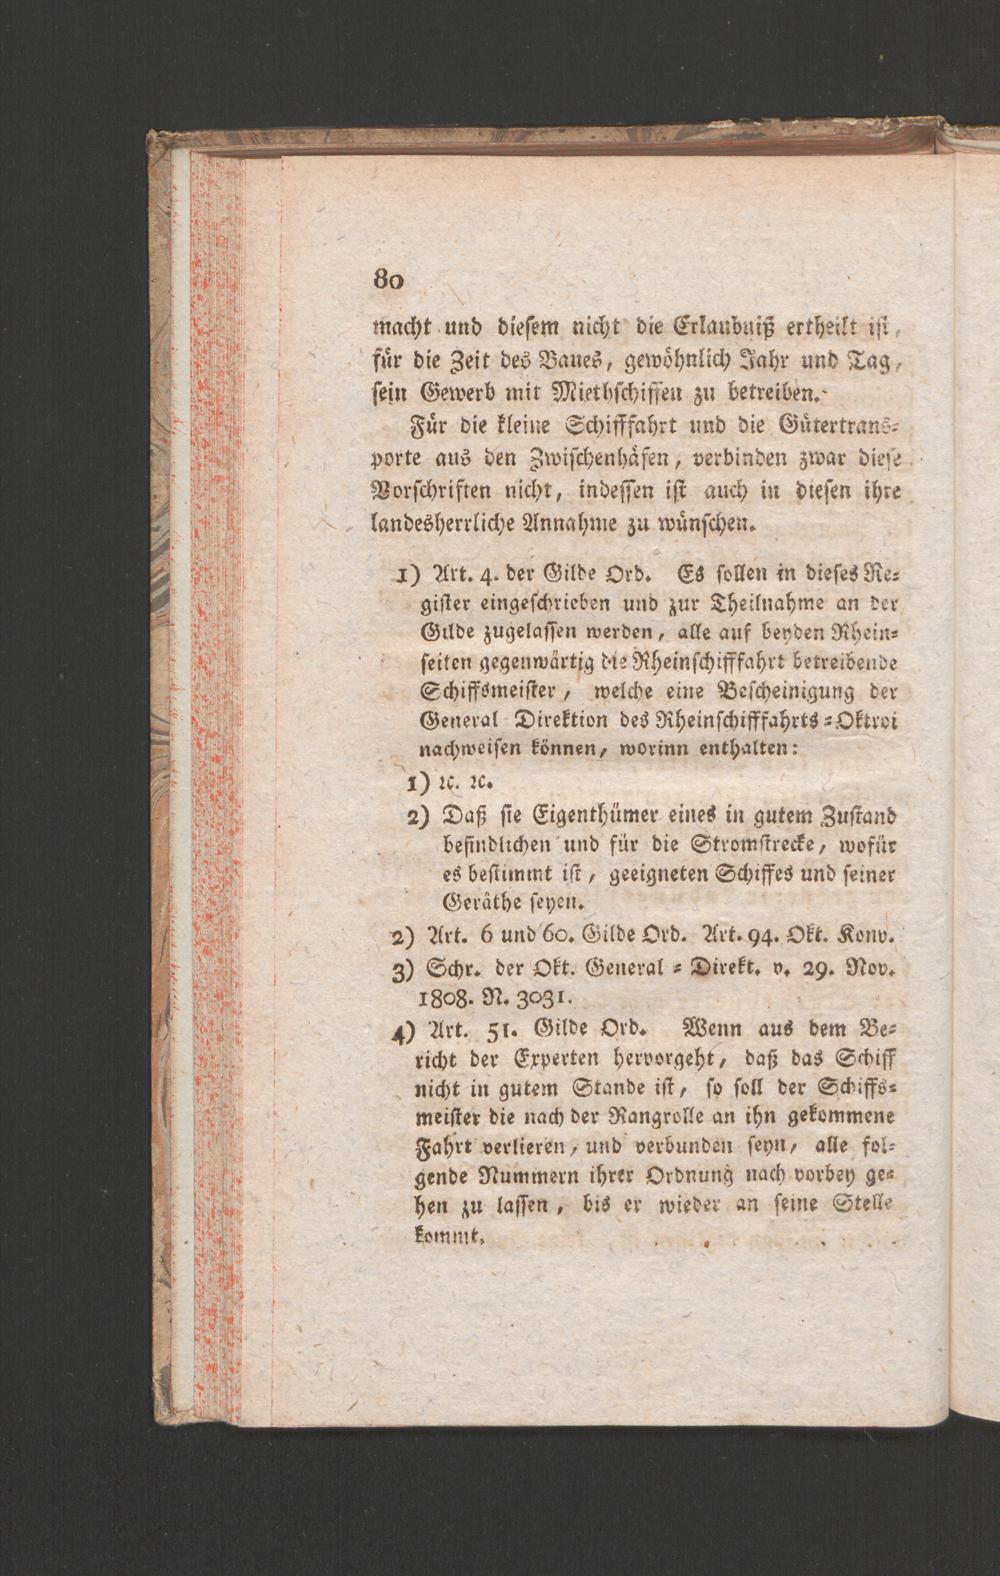 80
macht und diesem nicht die Erlaubniß ertheilt ist,
für die Zeit des Baues, gewöhnlich Jahr und Tag,
sein Gewerb mit Miethschiffen zu betreiben.
Für die kleine Schifffahrt und die Gütertrans-
porte aus den Zwischenhäfen, verbinden zwar diese
Vorschriften nicht, indessen ist auch in diesen ihre
landesherrliche Annahme zu wünschen.
1) Art. 4. der Gilde Ord. Es sollen in dieses Re-
gister eingeschrieben und zur Theilnahme an der
Gilde zugelassen werden, alle auf beyden Rhein-
seiten gegenwärtig die Rheinschifffahrt betreibende
Schiffsmeister, welche eine Bescheinigung der
General Direktion des Rheinschifffahrts-Oktroi
nachweisen können, worinn enthalten:
1) ꝛc. ꝛc.
2) Daß sie Eigenthümer eines in gutem Zustand
befindlichen und für die Stromstrecke, wofür
es bestimmt ist, geeigneten Schiffes und seiner
Geräthe seyen.
2) Art. 6 und 60. Gilde Ord. Art. 94. Okt. Konv.
3) Schr. der Okt. General-Direkt. v. 29. Nov.
1808. N. 3031.
4) Art. 51. Gilde Ord. Wenn aus dem Be-
richt der Experten hervorgeht, daß das Schiff
nicht in gutem Stande ist, so soll der Schiffs-
meister die nach der Rangrolle an ihn gekommene
Fahrt verlieren, und verbunden seyn, alle fol-
gende Nummern ihrer Ordnung nach vorbey ge-
hen zu lassen, bis er wieder an seine Stelle
kommt.